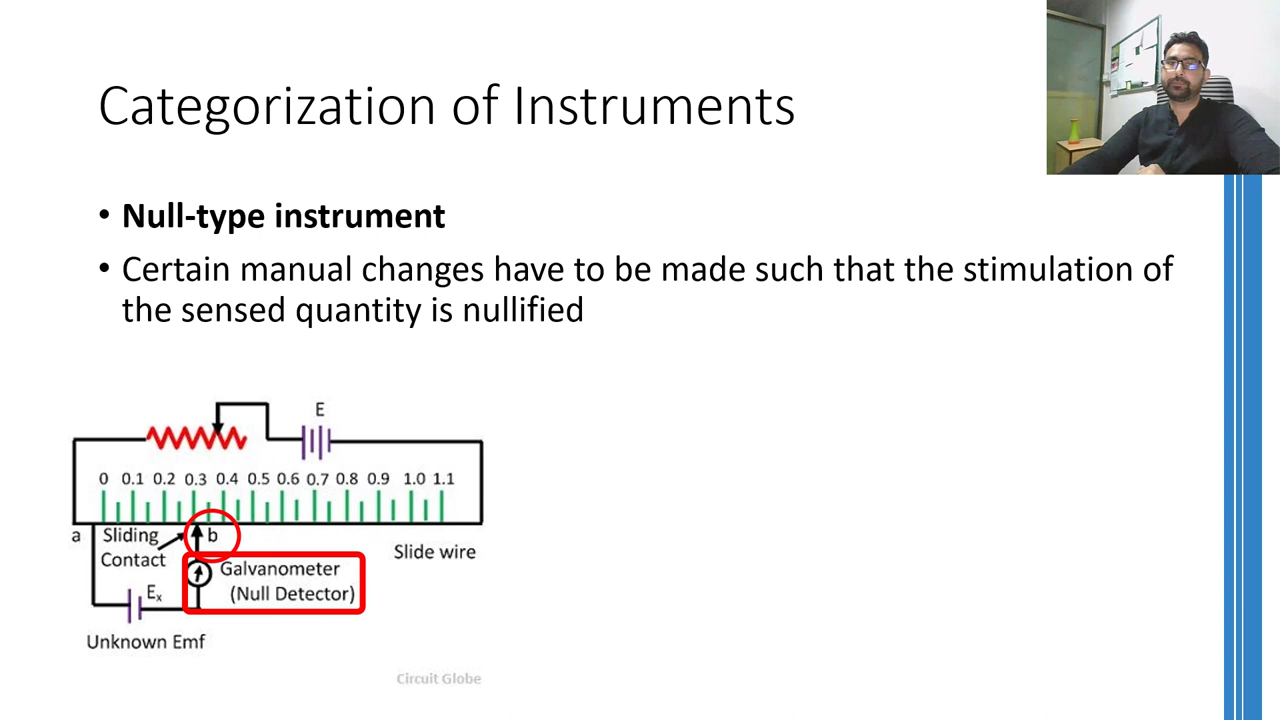 Categorization of Instruments
• Null-type instrument
• Certain manual changes have to be made such that the stimulation of
the sensed quantity is nullified
E
0 0.1 0.2 0.3 0.4 0.5 0.6 0.7 0.8 0.9 1.0 1.1
a Sliding b
Contact
Slide wire
Galvanometer
(Null Detector)
Ex
Unknown Emf
Circuit Globe